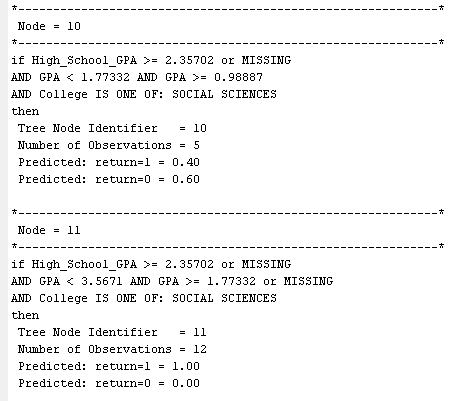 *------------------------------------------------------------*
Node = 10
*------------------------------------------------------------*
if High_School_GPA >= 2.35702 or MISSING
AND GPA < 1.77332 AND GPA >= 0.98887
AND College IS ONE OF: SOCIAL SCIENCES
then
Tree Node Identifier   = 10
Number of Observations = 5
Predicted: return=1 = 0.40
Predicted: return=0 = 0.60
*------------------------------------------------------------*
Node = 11
*------------------------------------------------------------*
if High_School_GPA >= 2.35702 or MISSING
AND GPA < 3.5671 AND GPA >= 1.77332 or MISSING
AND College IS ONE OF: SOCIAL SCIENCES
then
Tree Node Identifier   = 11
Number of Observations = 12
Predicted: return=1 = 1.00
Predicted: return=0 = 0.00